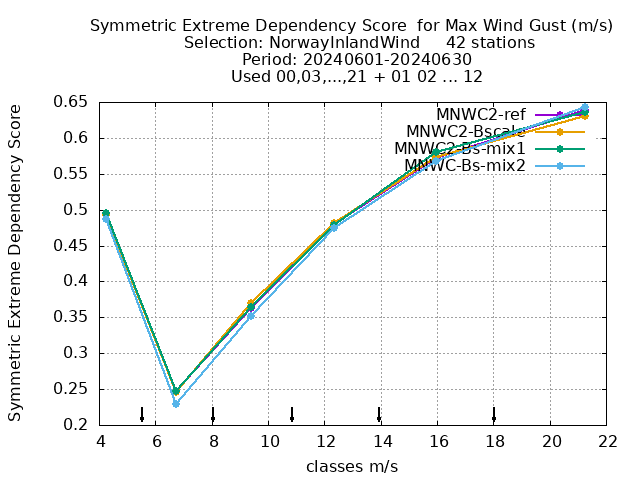 Symmetric Extreme Dependency Score  for Max Wind Gust (m/s)
Selection: NorwayInlandWind     42 stations
Period: 20240601-20240630
Used 00,03,...,21 + 01 02 ... 12
Symmetric Extreme Dependency Score
0.65
0.6
0.55
0.5
0.45
0.4
0.35
0.3
0.25
0.2
MNWC2-ref
MNWC2-Bscale
MNWC2-Bs-mix1
MNWC-Bs-mix2
4 6 8 10 12 14 16 18 20 22
classes m/s